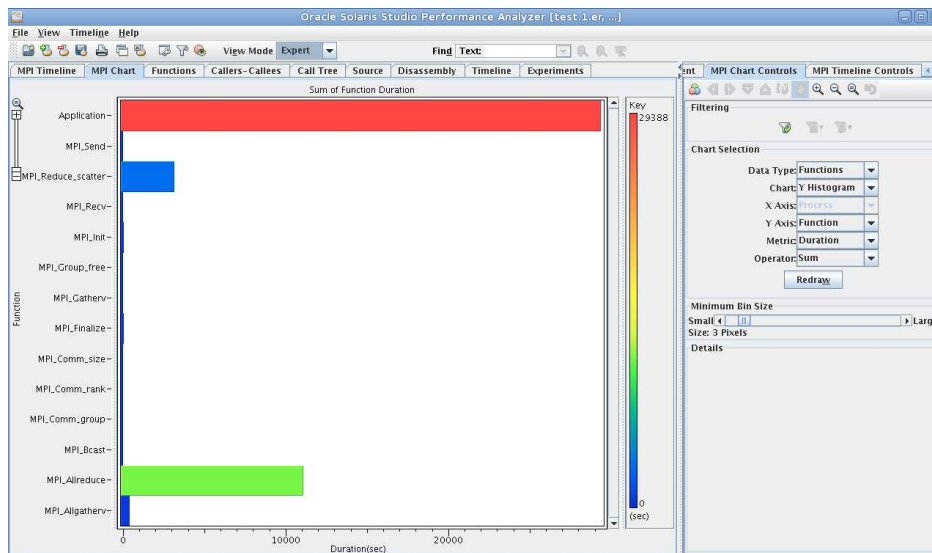 Oracle Solaris Studio Performance Analyzer [test.1.er, ...]
File View Timeline Help
View Mode Expert Find Text:
MPI Timeline MPI Chart Functions Callers-Callees Call Tree Source Disassembly Timeline Experiments
Sum of Function Duration
Function
Application
MPI_Send
MPI_Reduce_scatter
MPI_Recv
MPI_Init
MPI_Group_free
MPI_Gatherv
MPI_Finalize
MPI_Comm_size
MPI_Comm_rank
MPI_Comm_group
MPI_Bcast
MPI_Allreduce
MPI_Allgatherv
0 10000 20000
Duration(sec)
Key
29388
0
(sec)
ent MPI Chart Controls MPI Timeline Controls
Filtering
Chart Selection
Data Type: Functions
Chart: Y Histogram
X Axis: Process
Y Axis: Function
Metric: Duration
Operator: Sum
Redraw
Minimum Bin Size
Small Larg
Size: 3 Pixels
Details